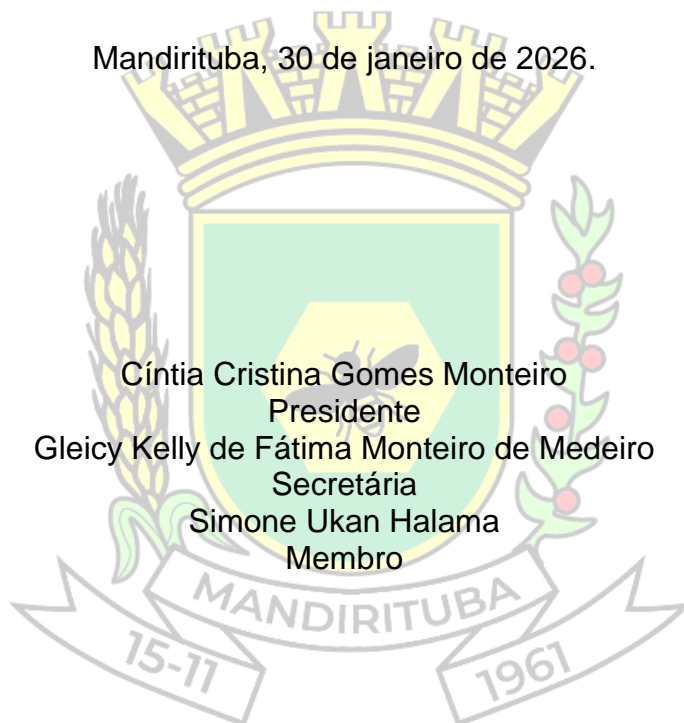 Mandirituba, 30 de janeiro de 2026.
Cíntia Cristina Gomes Monteiro
Presidente
Gleicy Kelly de Fátima Monteiro de Medeiro
Secretária
Simone Ukan Halama
Membro
MANDIRITUBA
15-11
1961